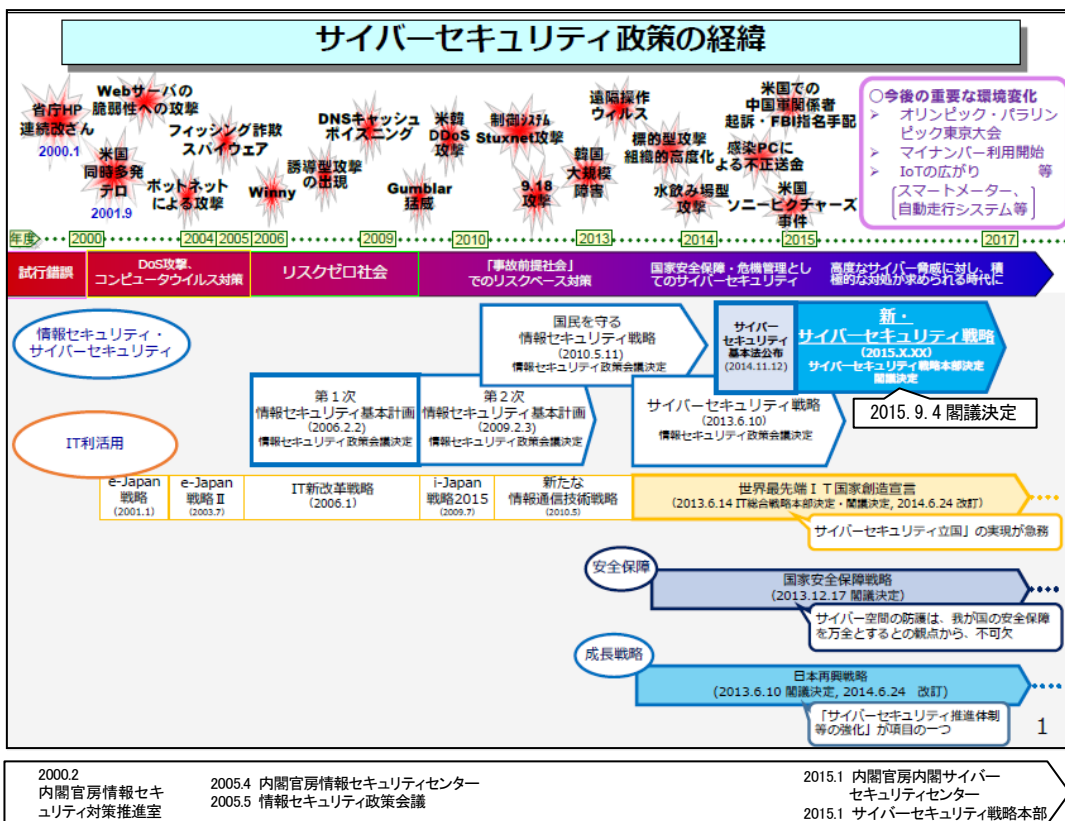 サイバーセキュリティ政策の経緯
省庁HP
連続改ざん
2000.1
Webサーバの
脆弱性への攻撃
米国
同時多発
テロ
2001.9
フィッシング詐欺
スパイウェア
ボットネット
による攻撃
Winny
DNSキャッシュ
ポイズニング
誘導型攻撃
の出現
Gumblar
猛威
米韓
DDoS
攻撃
制御システム
Stuxnet攻撃
9.18
攻撃
遠隔操作
ウィルス
韓国
大規模
障害
標的型攻撃
組織的高度化
水飲み場型
攻撃
米国での
中国軍関係者
起訴・FBI指名手配
感染PCに
よる不正送金
米国
ソニーピクチャーズ
事件
○今後の重要な環境変化
➢ オリンピック・パラリン
ピック東京大会
➢ マイナンバー利用開始
➢ IoTの広がり 等
スマートメーター、
自動走行システム等
年度 2000 2004 2005 2006 2009 2010 2013 2014 2015 2017
試行錯誤
DoS攻撃、
コンピュータウイルス対策
リスクゼロ社会
「事故前提社会」
でのリスクベース対策
国家安全保障・危機管理とし
てのサイバーセキュリティ
高度なサイバー脅威に対し、積
極的な対処が求められる時代に
情報セキュリティ・
サイバーセキュリティ
国民を守る
情報セキュリティ戦略
(2010.5.11)
情報セキュリティ政策会議決定
サイバー
セキュリティ
基本法公布
(2014.11.12)
新・
サイバーセキュリティ戦略
(2015.X.XX)
サイバーセキュリティ戦略本部決定
閣議決定
2015.9.4 閣議決定
IT利活用
第1次
情報セキュリティ基本計画
(2006.2.2)
情報セキュリティ政策会議決定
第2次
情報セキュリティ基本計画
(2009.2.3)
情報セキュリティ政策会議決定
サイバーセキュリティ戦略
(2013.6.10)
情報セキュリティ政策会議決定
e-Japan
戦略
(2001.1)
e-Japan
戦略Ⅱ
(2003.7)
IT新改革戦略
(2006.1)
i-Japan
戦略2015
(2009.7)
新たな
情報通信技術戦略
(2010.5)
世界最先端IT国家創造宣言
(2013.6.14 IT総合戦略本部決定・閣議決定, 2014.6.24 改訂)
サイバーセキュリティ立国」の実現が急務
安全保障
国家安全保障戦略
(2013.12.17 閣議決定)
サイバー空間の防護は、我が国の安全保障
を万全とするとの観点から、不可欠
成長戦略
日本再興戦略
(2013.6.10 閣議決定, 2014.6.24 改訂)
「サイバーセキュリティ推進体制
等の強化」が項目の一つ
1
2000.2
内閣官房情報セキ
ュリティ対策推進室
2005.4 内閣官房情報セキュリティセンター
2005.5 情報セキュリティ政策会議
2015.1 内閣官房内閣サイバー
セキュリティセンター
2015.1 サイバーセキュリティ戦略本部